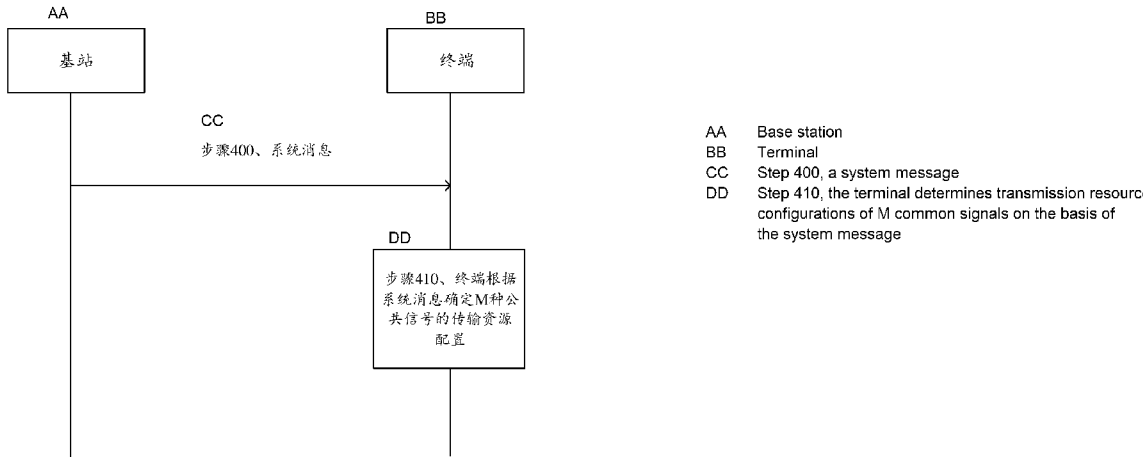 AA
BB
基站
终端
CC
步骤400、系统消息
DD
步骤410、终端根据
系统消息确定M种公
共信号的传输资源
配置
AA Base station
BB Terminal
CC Step 400, a system message
DD Step 410, the terminal determines transmission resource
configurations of M common signals on the basis of
the system message